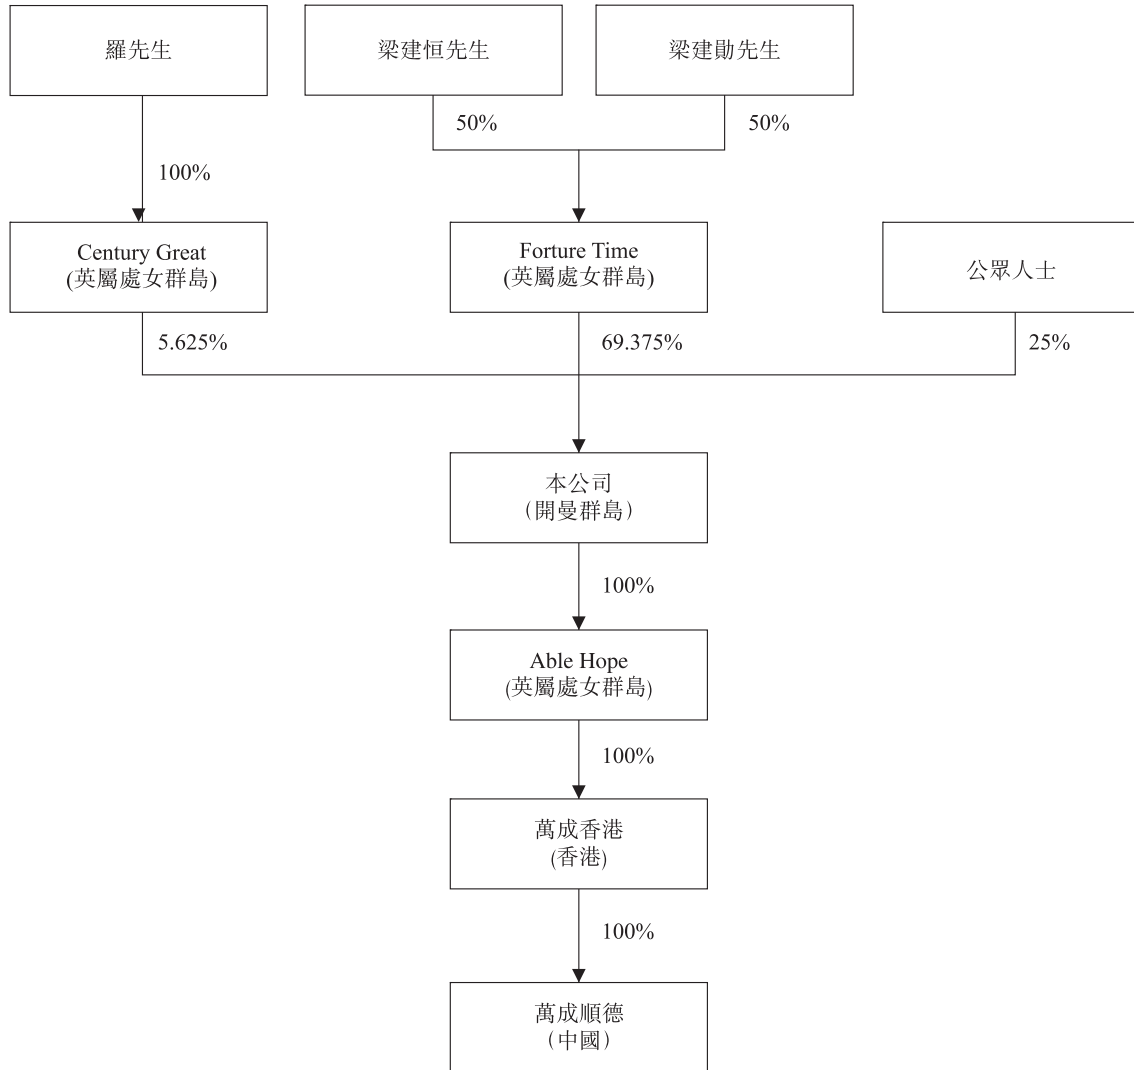 羅先生
梁建恒先生
梁建勛先生
50%
50%
100%
Century Great
(英屬處女群島)
Forture Time
(英屬處女群島)
公眾人士
5.625%
69.375%
25%
本公司
（開曼群島）
100%
Able Hope
(英屬處女群島)
100%
萬成香港
(香港)
100%
萬成順德
（中國）